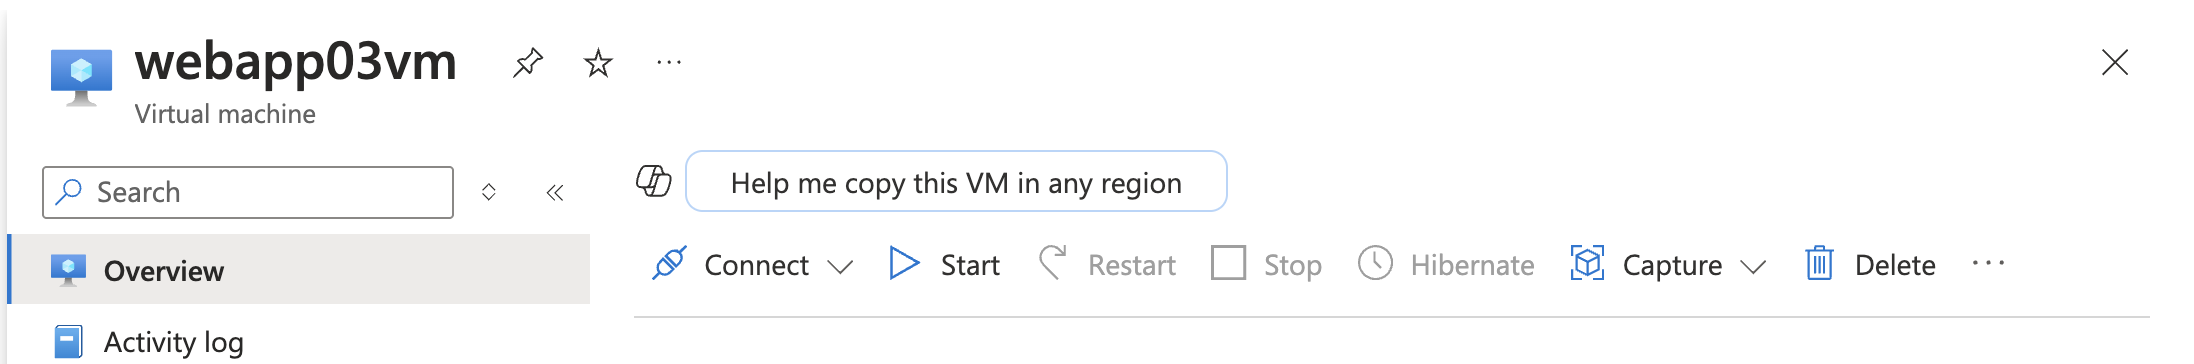 webapp03vm
Virtual machine
Search
Help me copy this VM in any region
Connect Start Restart Stop Hibernate Capture Delete
Overview
Activity log